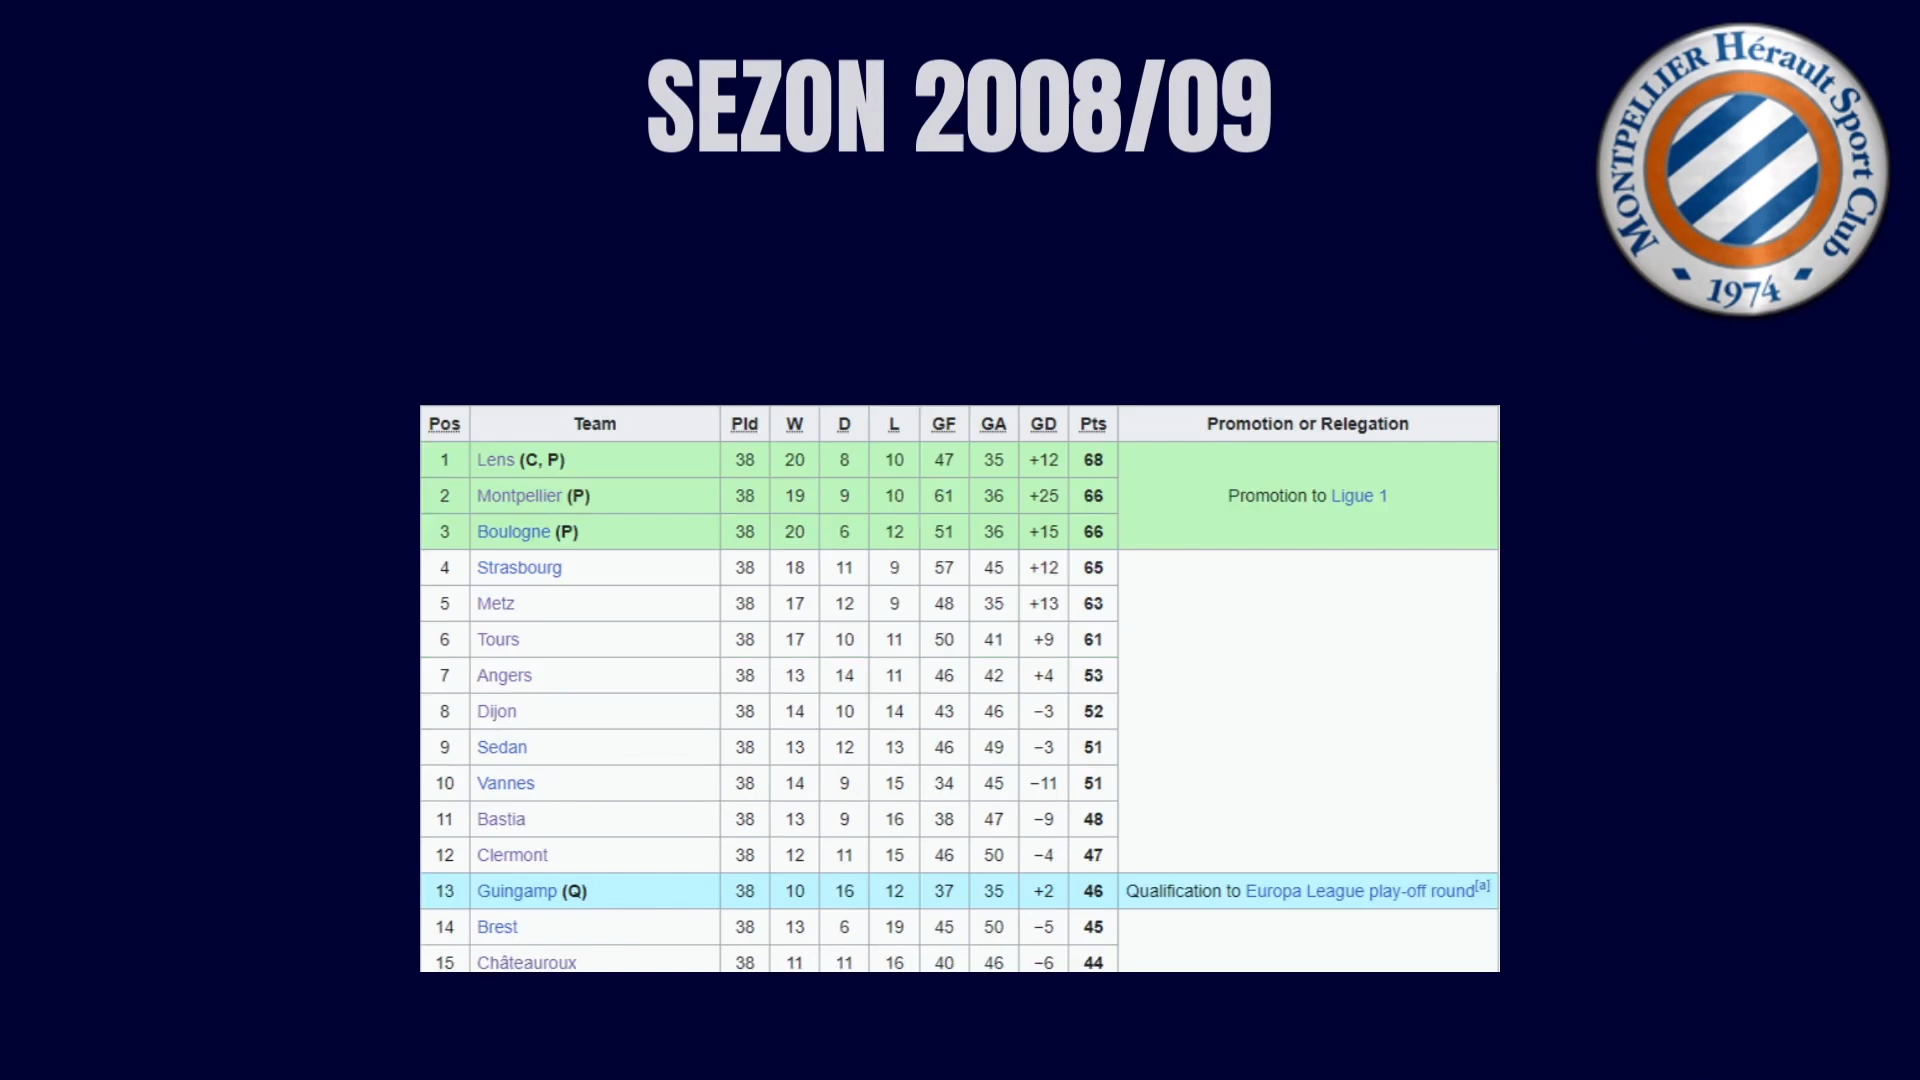 SEZON 2008/09
MONTPELLIER Hérault Sport Club
1974
Pos Team Pld W D L GF GA GD Pts Promotion or Relegation
1 Lens (C, P) 38 20 8 10 47 35 +12 68
2 Montpellier (P) 38 19 9 10 61 36 +25 66 Promotion to Ligue 1
3 Boulogne (P) 38 20 6 12 51 36 +15 66
4 Strasbourg 38 18 11 9 57 45 +12 65
5 Metz 38 17 12 9 48 35 +13 63
6 Tours 38 17 10 11 50 41 +9 61
7 Angers 38 13 14 11 46 42 +4 53
8 Dijon 38 14 10 14 43 46 −3 52
9 Sedan 38 13 12 13 46 49 −3 51
10 Vannes 38 14 9 15 34 45 −11 51
11 Bastia 38 13 9 16 38 47 −9 48
12 Clermont 38 12 11 15 46 50 −4 47
13 Guingamp (Q) 38 10 16 12 37 35 +2 46 Qualification to Europa League play-off round[a]
14 Brest 38 13 6 19 45 50 −5 45
15 Châteauroux 38 11 11 16 40 46 −6 44